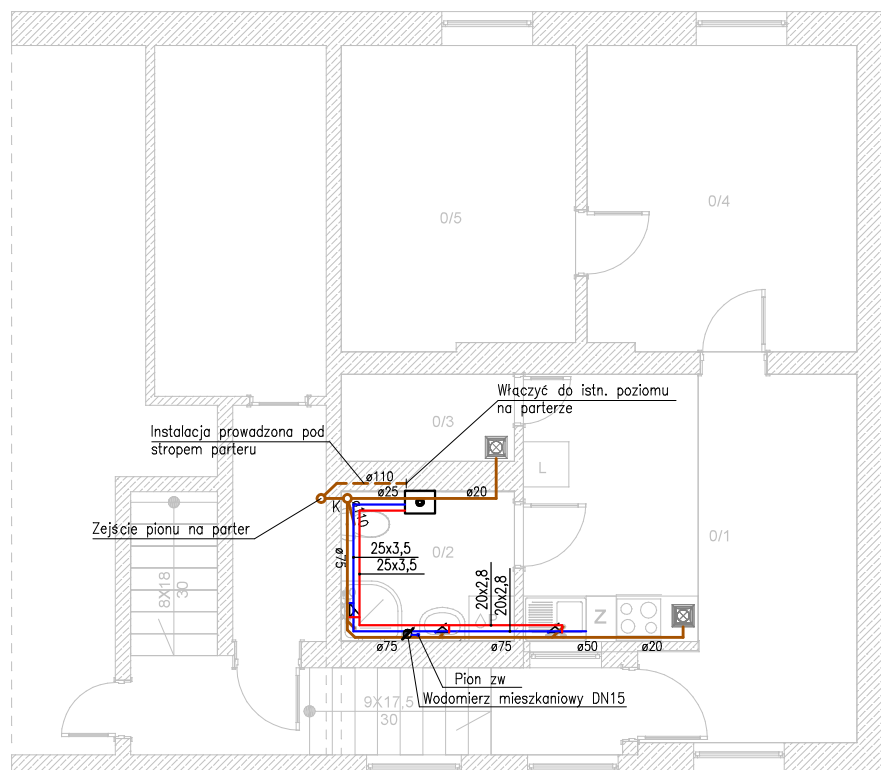 0/5
0/4
Włączyć do istn. poziomu
na parterze
0/3
Instalacja prowadzona pod
stropem parteru
ø110
ø25
ø20
L
K
ø110
Zejście pionu na parter
ø75
25x3,5
25x3,5
0/2
0/1
20x2,8
20x2,8
8X18
30
Z
ø75
ø75
ø50
ø20
Pion zw
Wodomierz mieszkaniowy DN15
9X17,5
30